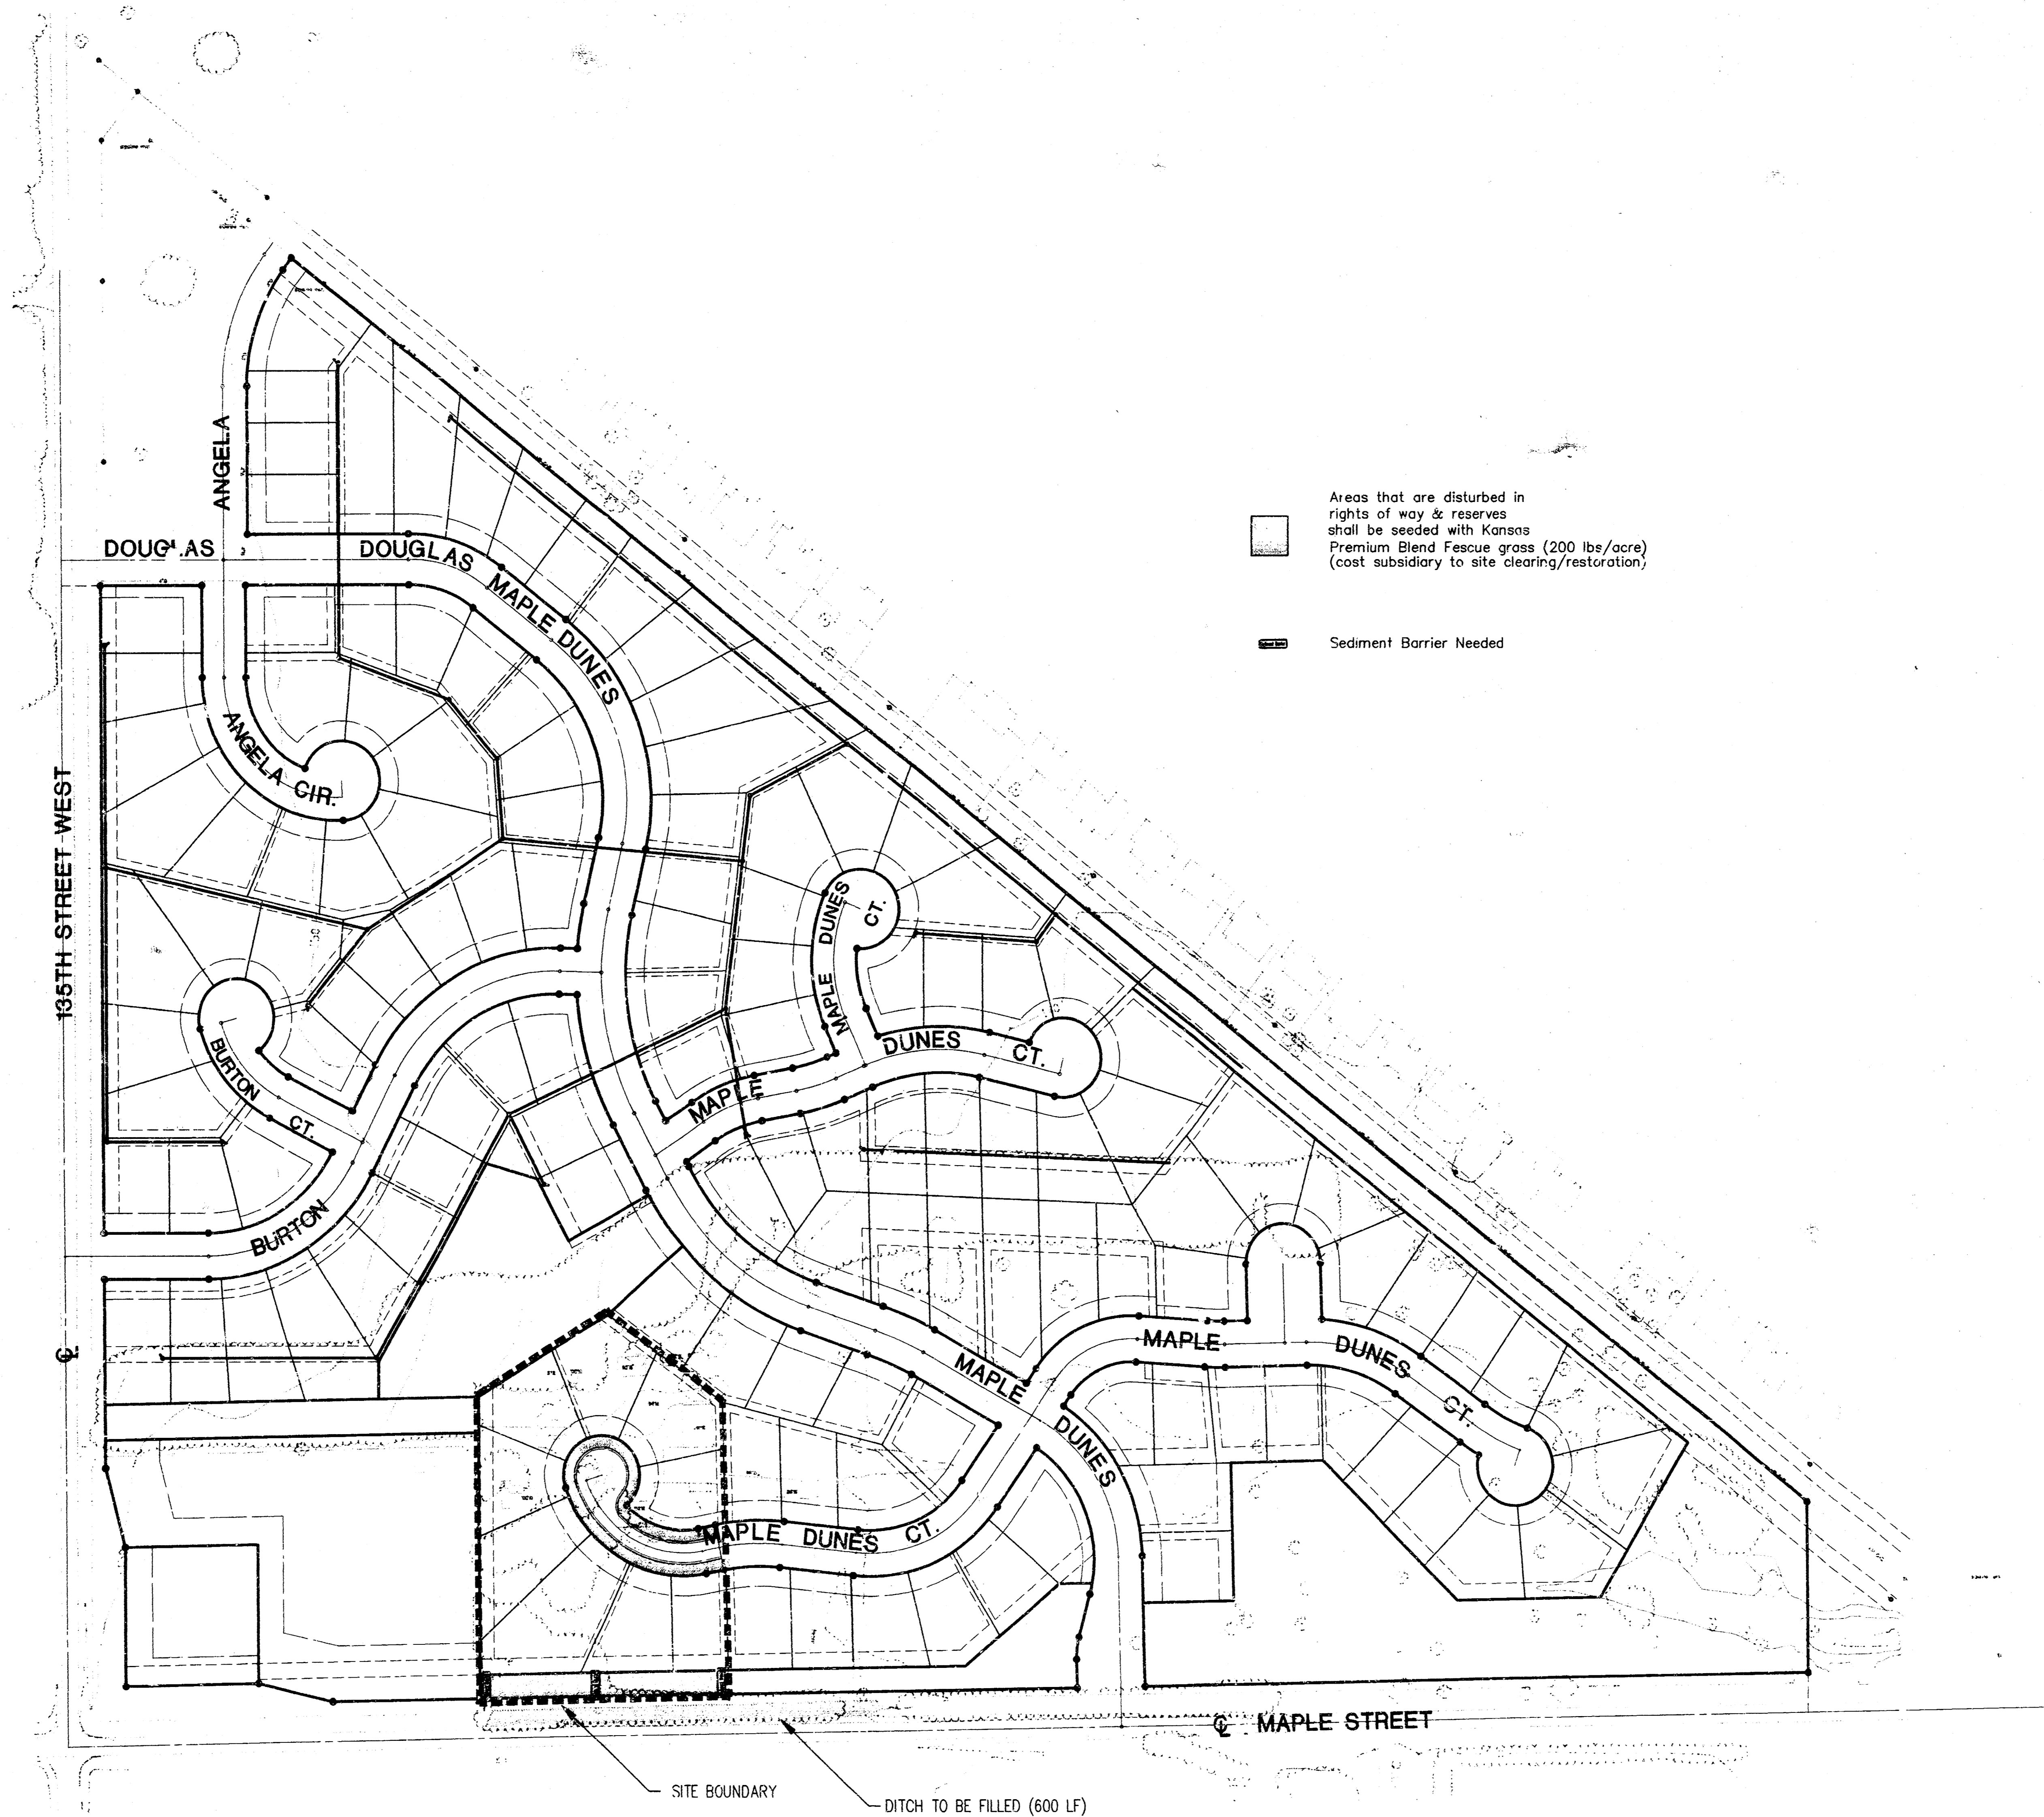 ANGELA
DOUGLAS
DOUGLAS
MAPLE DUNES
Areas that are disturbed in
rights of way & reserves
shall be seeded with Kansas
Premium Blend Fescue grass (200 lbs/acre)
(cost subsidiary to site clearing/restoration)
Sediment Barrier Needed
ANGELA CIR.
135TH STREET WEST
MAPLE DUNES CT.
MAPLE DUNES CT.
BURTON CT.
BURTON
MAPLE DUNES
MAPLE DUNES CT.
MAPLE DUNES CT.
℄
℄ MAPLE STREET
SITE BOUNDARY
DITCH TO BE FILLED (600 LF)